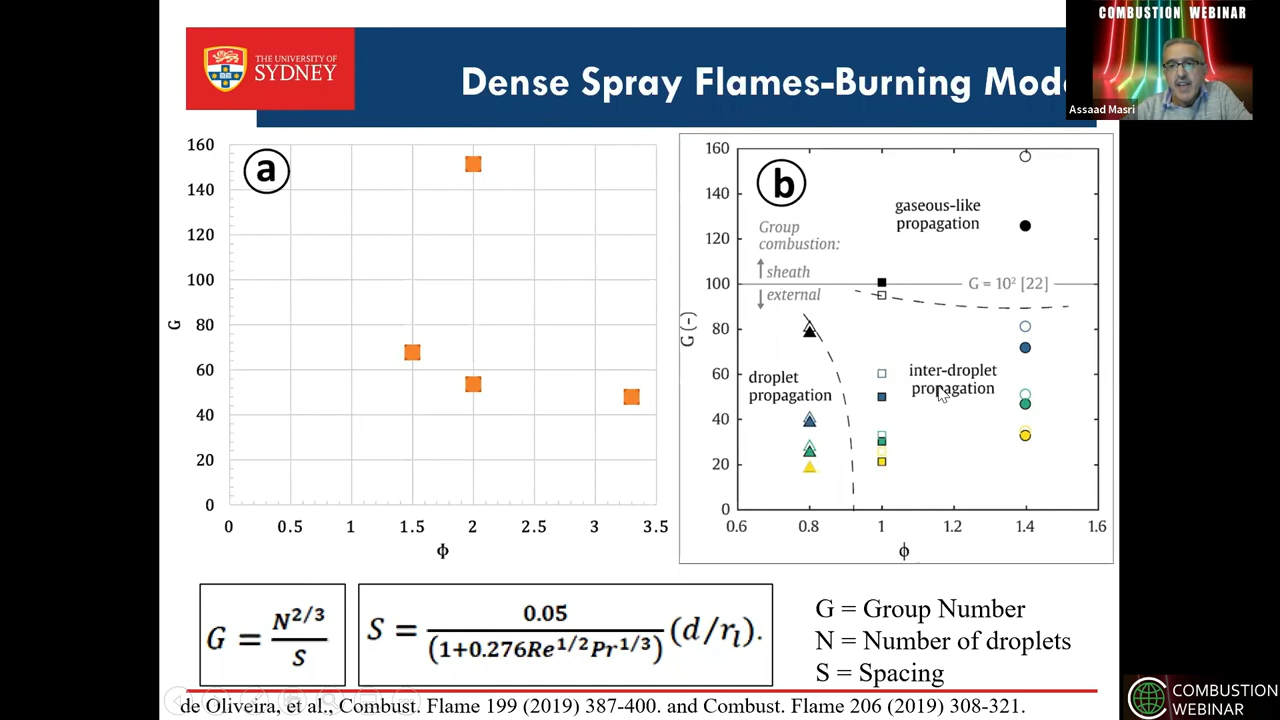 COMBUSTION WEBINAR
Assaad Masri
THE UNIVERSITY OF
SYDNEY
Dense Spray Flames-Burning Mod
a
160
140
120
100
80
60
40
20
0
G
0 0.5 1 1.5 2 2.5 3 3.5
ϕ
b
160
140
120
100
80
60
40
20
0
G (-)
gaseous-like
propagation
Group
combustion:
sheath
external
G = 10² [22]
droplet
propagation
inter-droplet
propagation
0.6 0.8 1 1.2 1.4 1.6
ϕ
G = N^2/3 / S
S = 0.05 / (1+0.276Re^1/2 Pr^1/3) (d/r_l).
G = Group Number
N = Number of droplets
S = Spacing
de Oliveira, et al., Combust. Flame 199 (2019) 387-400. and Combust. Flame 206 (2019) 308-321.
COMBUSTION
WEBINAR